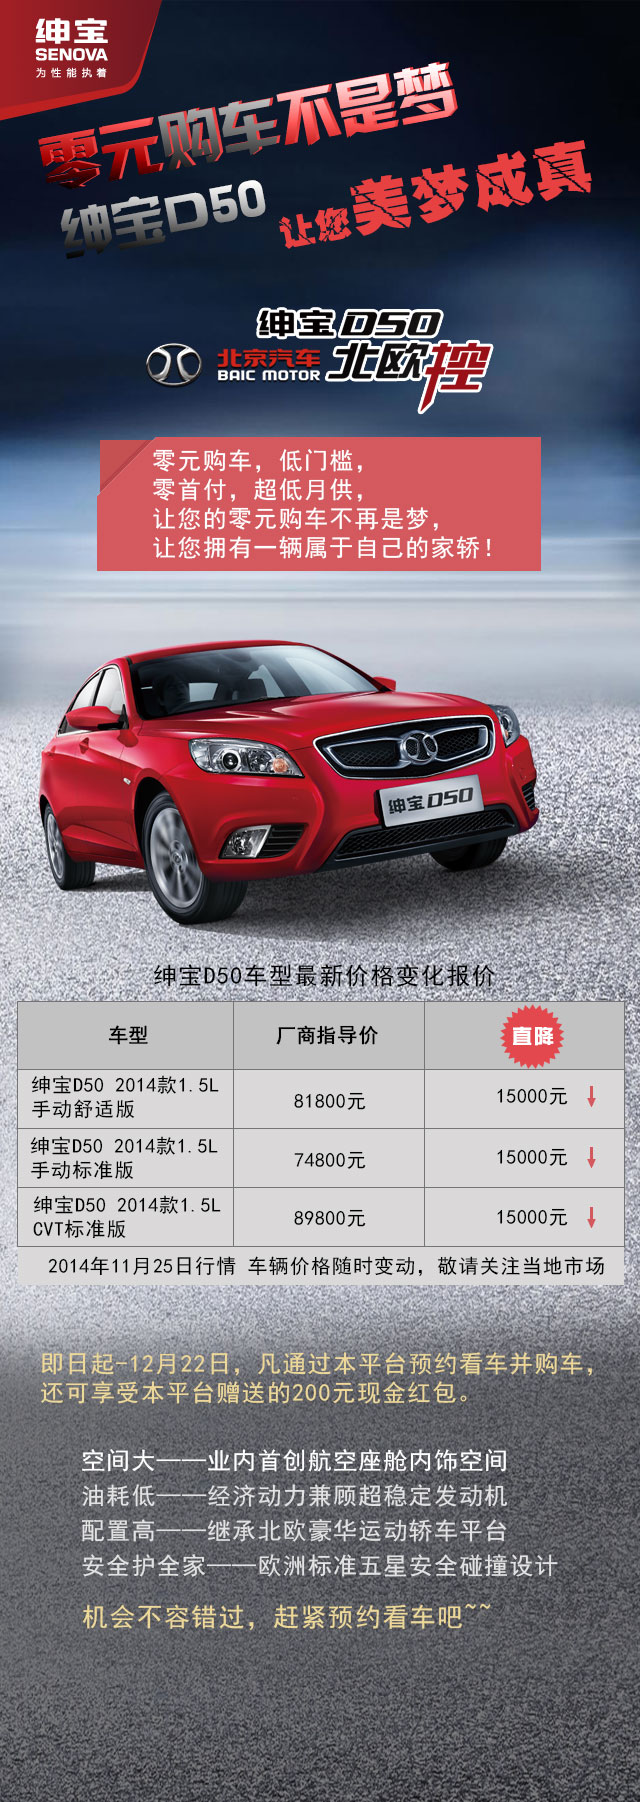 绅宝
SENOVA
为性能执着
零元购车不是梦
绅宝D50 让您美梦成真
绅宝D50
北京汽车 北欧控
BAIC MOTOR
零元购车，低门槛，
零首付，超低月供，
让您的零元购车不再是梦，
让您拥有一辆属于自己的家轿！
绅宝D50
绅宝D50车型最新价格变化报价
车型 厂商指导价 直降
绅宝D50 2014款1.5L
手动舒适版 81800元 15000元 ↓
绅宝D50 2014款1.5L
手动标准版 74800元 15000元 ↓
绅宝D50 2014款1.5L
CVT标准版 89800元 15000元 ↓
2014年11月25日行情 车辆价格随时变动，敬请关注当地市场
即日起-12月22日，凡通过本平台预约看车并购车，
还可享受本平台赠送的200元现金红包。
空间大——业内首创航空座舱内饰空间
油耗低——经济动力兼顾超稳定发动机
配置高——继承北欧豪华运动轿车平台
安全护全家——欧洲标准五星安全碰撞设计
机会不容错过，赶紧预约看车吧~~